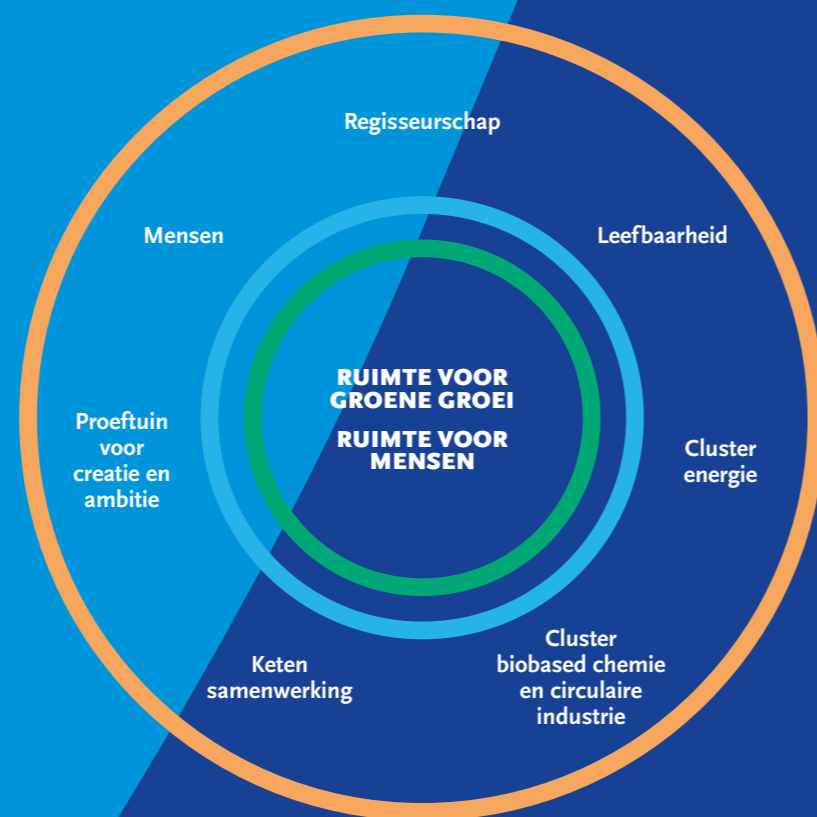 Regisseurschap
Mensen
Leefbaarheid
RUIMTE VOOR
GROENE GROEI
RUIMTE VOOR
MENSEN
Proeftuin
voor
creatie en
ambitie
Cluster
energie
Keten
samenwerking
Cluster
biobased chemie
en circulaire
industrie